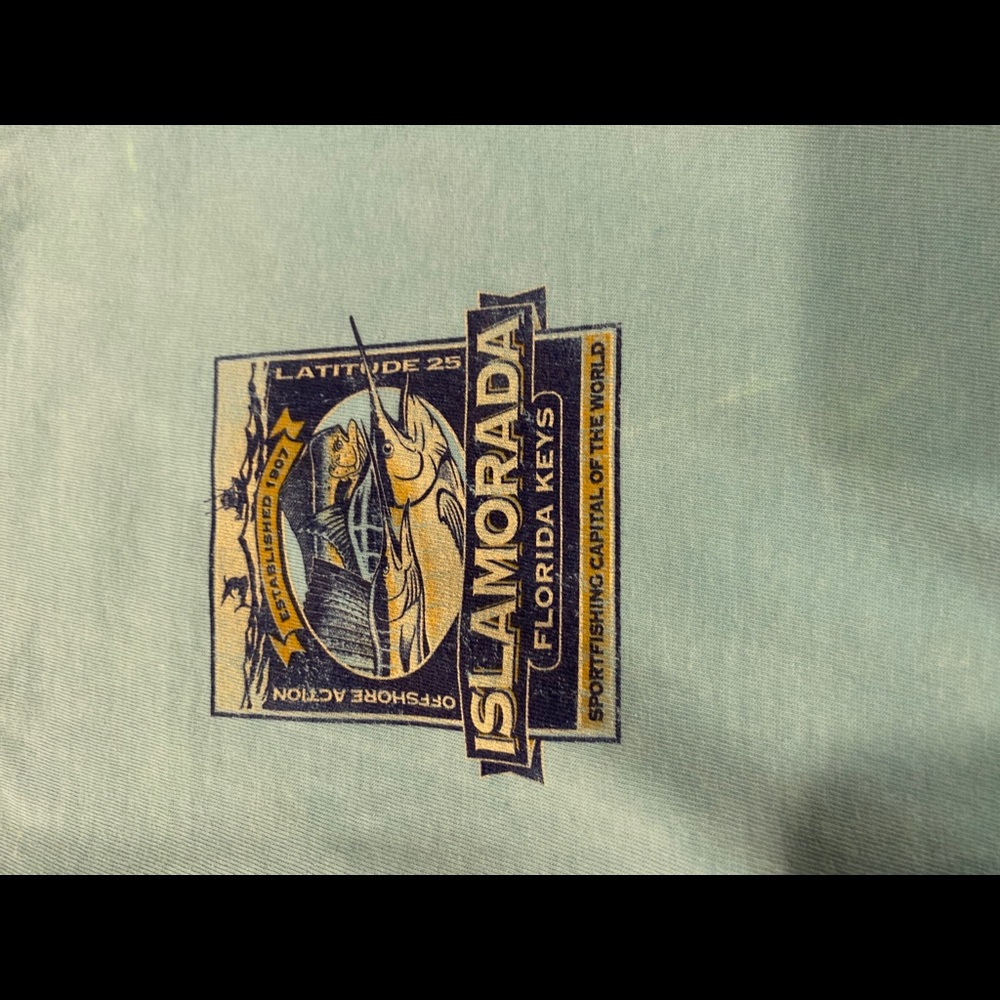 ESTABLISHED 1907
OFFSHORE ACTION
LATITUDE 25
ISLAMORADA
FLORIDA KEYS
SPORTFISHING CAPITAL OF THE WORLD